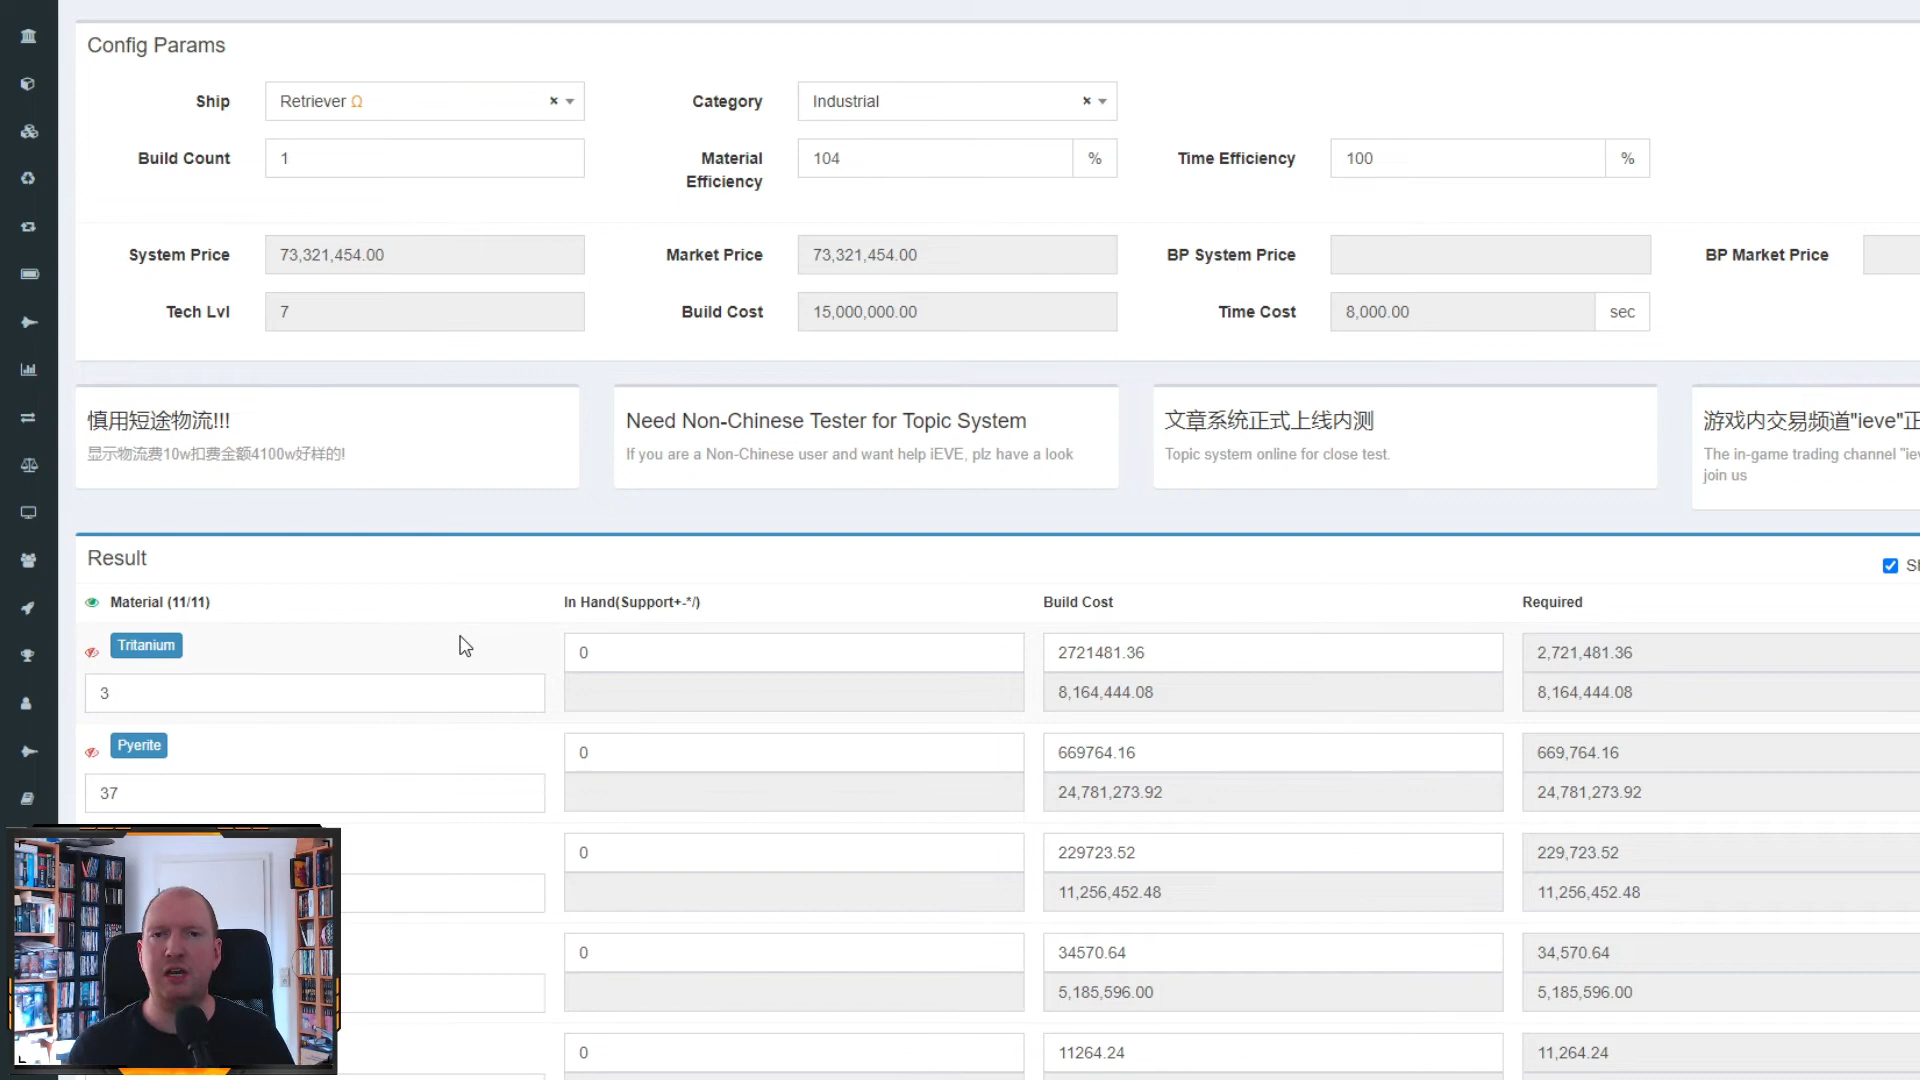 Config Params
Ship
Retriever Ω
×
Category
Industrial
×
Build Count
1
Material
Efficiency
104
%
Time Efficiency
100
%
System Price
73,321,454.00
Market Price
73,321,454.00
BP System Price
BP Market Price
Tech Lvl
7
Build Cost
15,000,000.00
Time Cost
8,000.00
sec
慎用短途物流!!!
显示物流费10w扣费金额4100w好样的!
Need Non-Chinese Tester for Topic System
If you are a Non-Chinese user and want help iEVE, plz have a look
文章系统正式上线内测
Topic system online for close test.
游戏内交易频道"ieve"正
The in-game trading channel "ie
join us
Result
Material (11/11)
In Hand(Support+-*/)
Build Cost
Required
Tritanium
3
0
2721481.36
8,164,444.08
2,721,481.36
8,164,444.08
Pyerite
37
0
669764.16
24,781,273.92
669,764.16
24,781,273.92
0
229723.52
11,256,452.48
229,723.52
11,256,452.48
0
34570.64
5,185,596.00
34,570.64
5,185,596.00
0
11264.24
11,264.24